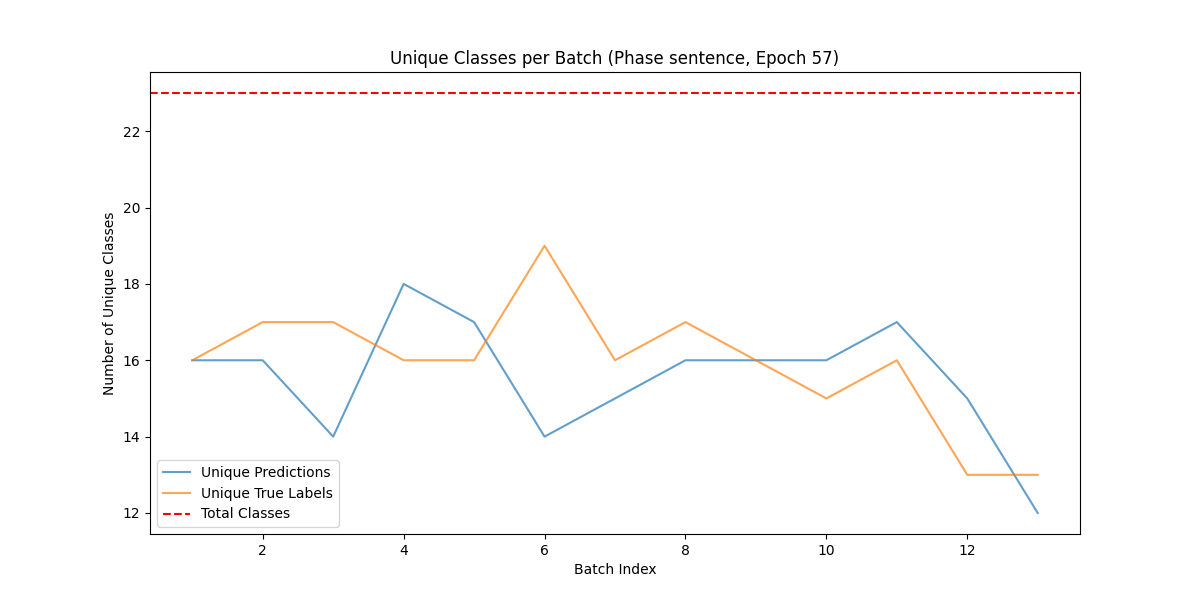 Unique Classes per Batch (Phase sentence, Epoch 57)
Number of Unique Classes
22
20
18
16
14
12
Unique Predictions
Unique True Labels
Total Classes
2
4
6
8
10
12
Batch Index